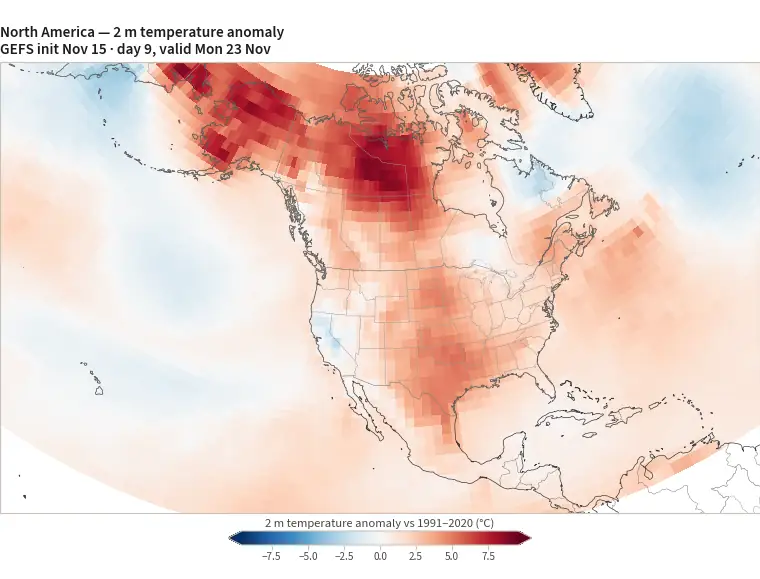 North America — 2 m temperature anomaly
GEFS init Nov 15 · day 9, valid Mon 23 Nov
2 m temperature anomaly vs 1991–2020 (°C)
−7.5 −5.0 −2.5 0.0 2.5 5.0 7.5